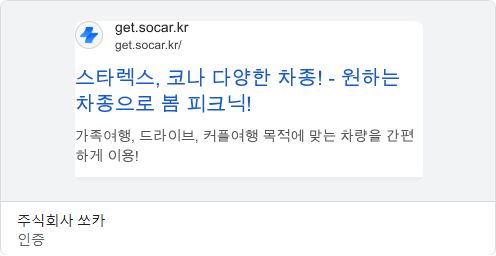 get.socar.kr
get.socar.kr/
스타렉스, 코나 다양한 차종! - 원하는
차종으로 봄 피크닉!
가족여행, 드라이브, 커플여행 목적에 맞는 차량을 간편
하게 이용!
주식회사 쏘카
인증